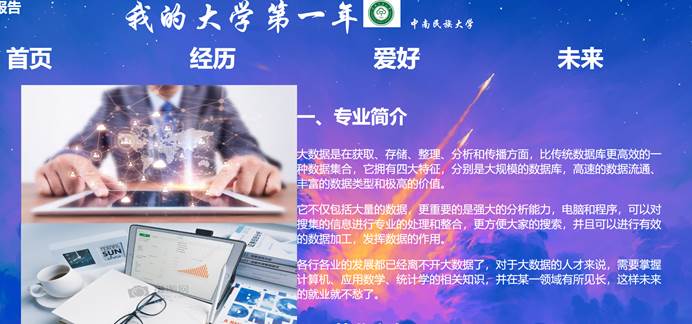 报告
我的大学第一年
中南民族大学
首页 经历 爱好 未来
一、专业简介
大数据是在获取、存储、整理、分析和传播方面，比传统数据库更高效的一
种数据集合，它拥有四大特征，分别是大规模的数据库，高速的数据流通、
丰富的数据类型和极高的价值。
它不仅包括大量的数据，更重要的是强大的分析能力，电脑和程序，可以对
搜集的信息进行专业的处理和整合，更方便大家的搜索，并且可以进行有效
的数据加工，发挥数据的作用。
各行各业的发展都已经离不开大数据了，对于大数据的人才来说，需要掌握
计算机、应用数学、统计学的相关知识，并在某一领域有所见长，这样未来
的就业就不愁了。